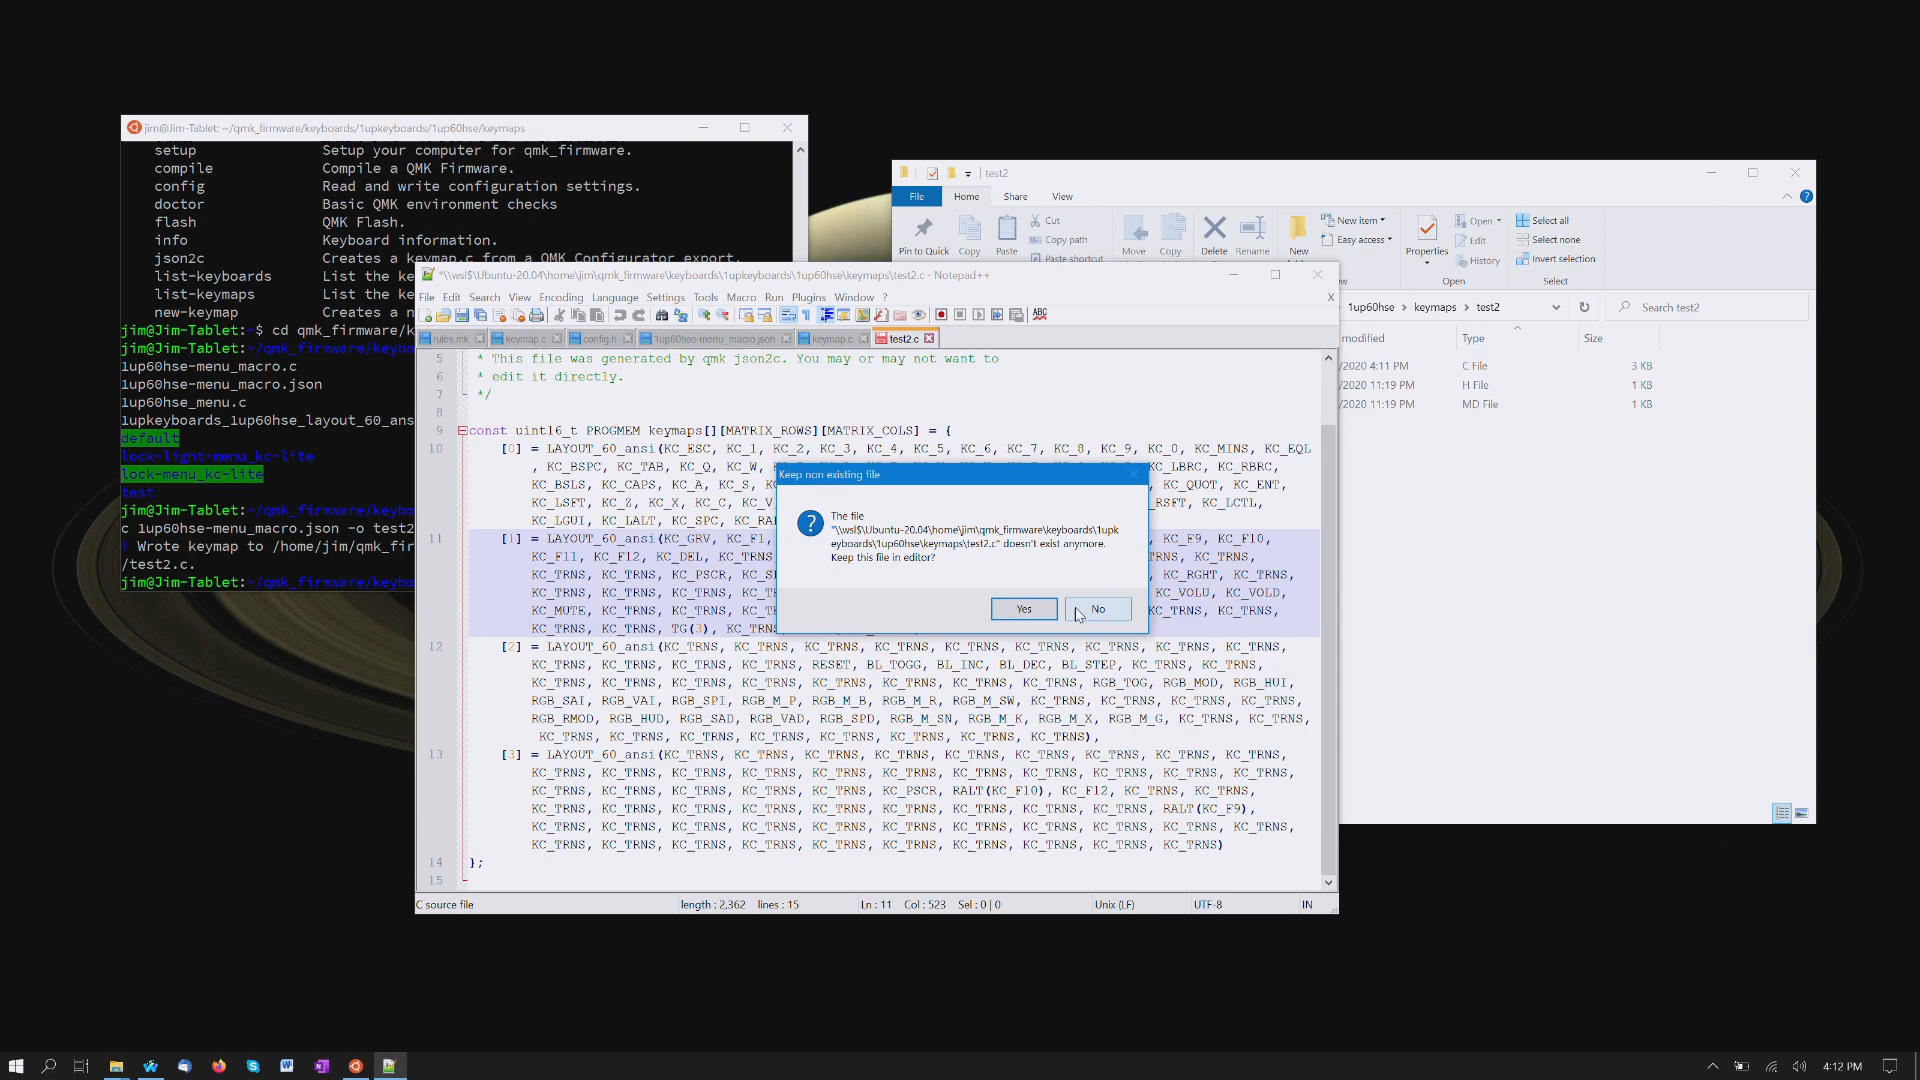 jim@Jim-Tablet: ~/qmk_firmware/keyboards/1upkeyboards/1up60hse/keymaps
setup Setup your computer for qmk_firmware.
compile Compile a QMK Firmware.
config Read and write configuration settings.
doctor Basic QMK environment checks
flash QMK Flash.
info Keyboard information.
json2c Creates a keymap.c from a QMK Configurator export.
list-keyboards List the ke
list-keymaps List the ke
new-keymap Creates a n
jim@Jim-Tablet:~$ cd qmk_firmware/k
jim@Jim-Tablet:~/qmk_firmware/keybo
1up60hse-menu_macro.c
1up60hse-menu_macro.json
1up60hse_menu.c
1upkeyboards_1up60hse_layout_60_ans
default
lock-light-menu_kc-lite
lock-menu_kc-lite
test
jim@Jim-Tablet:~/qmk_firmware/keybo
c 1up60hse-menu_macro.json -o test2
Wrote keymap to /home/jim/qmk_fir
/test2.c.
jim@Jim-Tablet:~/qmk_firmware/keybo
test2
File Home Share View
Pin to Quick Copy Paste Cut Copy path Paste shortcut Move Copy Delete Rename New New item Easy access Properties Open Edit History Select all Select none Invert selection
Open Select
1up60hse > keymaps > test2 Search test2
modified Type Size
/2020 4:11 PM C File 3 KB
/2020 11:19 PM H File 1 KB
/2020 11:19 PM MD File 1 KB
*\\wsl$\Ubuntu-20.04\home\jim\qmk_firmware\keyboards\1upkeyboards\1up60hse\keymaps\test2.c - Notepad++
File Edit Search View Encoding Language Settings Tools Macro Run Plugins Window ? X
ABC
rules.mk keymap.c config.h 1up60hse-menu_macro.json keymap.c test2.c
5 * This file was generated by qmk json2c. You may or may not want to
6 * edit it directly.
7 */
8
9 const uint16_t PROGMEM keymaps[][MATRIX_ROWS][MATRIX_COLS] = {
10 [0] = LAYOUT_60_ansi(KC_ESC, KC_1, KC_2, KC_3, KC_4, KC_5, KC_6, KC_7, KC_8, KC_9, KC_0, KC_MINS, KC_EQL
, KC_BSPC, KC_TAB, KC_Q, KC_W, KC_LBRC, KC_RBRC,
KC_BSLS, KC_CAPS, KC_A, KC_S, KC_QUOT, KC_ENT,
KC_LSFT, KC_Z, KC_X, KC_C, KC_V RSFT, KC_LCTL,
KC_LGUI, KC_LALT, KC_SPC, KC_RA
11 [1] = LAYOUT_60_ansi(KC_GRV, KC_F1, KC_F9, KC_F10,
KC_F11, KC_F12, KC_DEL, KC_TRNS TRNS, KC_TRNS,
KC_TRNS, KC_TRNS, KC_PSCR, KC_S KC_RGHT, KC_TRNS,
KC_TRNS, KC_TRNS, KC_TRNS, KC_T KC_VOLU, KC_VOLD,
KC_MUTE, KC_TRNS, KC_TRNS, KC_T KC_TRNS, KC_TRNS,
KC_TRNS, KC_TRNS, TG(3), KC_TRNS
12 [2] = LAYOUT_60_ansi(KC_TRNS, KC_TRNS, KC_TRNS, KC_TRNS, KC_TRNS, KC_TRNS, KC_TRNS, KC_TRNS, KC_TRNS,
KC_TRNS, KC_TRNS, KC_TRNS, KC_TRNS, RESET, BL_TOGG, BL_INC, BL_DEC, BL_STEP, KC_TRNS, KC_TRNS,
KC_TRNS, KC_TRNS, KC_TRNS, KC_TRNS, KC_TRNS, KC_TRNS, KC_TRNS, KC_TRNS, RGB_TOG, RGB_MOD, RGB_HUI,
RGB_SAI, RGB_VAI, RGB_SPI, RGB_M_P, RGB_M_B, RGB_M_R, RGB_M_SW, KC_TRNS, KC_TRNS, KC_TRNS, KC_TRNS,
RGB_RMOD, RGB_HUD, RGB_SAD, RGB_VAD, RGB_SPD, RGB_M_SN, RGB_M_K, RGB_M_X, RGB_M_G, KC_TRNS, KC_TRNS,
KC_TRNS, KC_TRNS, KC_TRNS, KC_TRNS, KC_TRNS, KC_TRNS, KC_TRNS, KC_TRNS),
13 [3] = LAYOUT_60_ansi(KC_TRNS, KC_TRNS, KC_TRNS, KC_TRNS, KC_TRNS, KC_TRNS, KC_TRNS, KC_TRNS, KC_TRNS,
KC_TRNS, KC_TRNS, KC_TRNS, KC_TRNS, KC_TRNS, KC_TRNS, KC_TRNS, KC_TRNS, KC_TRNS, KC_TRNS, KC_TRNS,
KC_TRNS, KC_TRNS, KC_TRNS, KC_TRNS, KC_TRNS, KC_PSCR, RALT(KC_F10), KC_F12, KC_TRNS, KC_TRNS,
KC_TRNS, KC_TRNS, KC_TRNS, KC_TRNS, KC_TRNS, KC_TRNS, KC_TRNS, KC_TRNS, KC_TRNS, RALT(KC_F9),
KC_TRNS, KC_TRNS, KC_TRNS, KC_TRNS, KC_TRNS, KC_TRNS, KC_TRNS, KC_TRNS, KC_TRNS, KC_TRNS, KC_TRNS,
KC_TRNS, KC_TRNS, KC_TRNS, KC_TRNS, KC_TRNS, KC_TRNS, KC_TRNS, KC_TRNS, KC_TRNS, KC_TRNS)
14 };
15
Keep non existing file
The file
"\\wsl$\Ubuntu-20.04\home\jim\qmk_firmware\keyboards\1upk
eyboards\1up60hse\keymaps\test2.c" doesn't exist anymore.
Keep this file in editor?
Yes No
C source file length : 2,362 lines : 15 Ln : 11 Col : 523 Sel : 0 | 0 Unix (LF) UTF-8 IN
4:12 PM